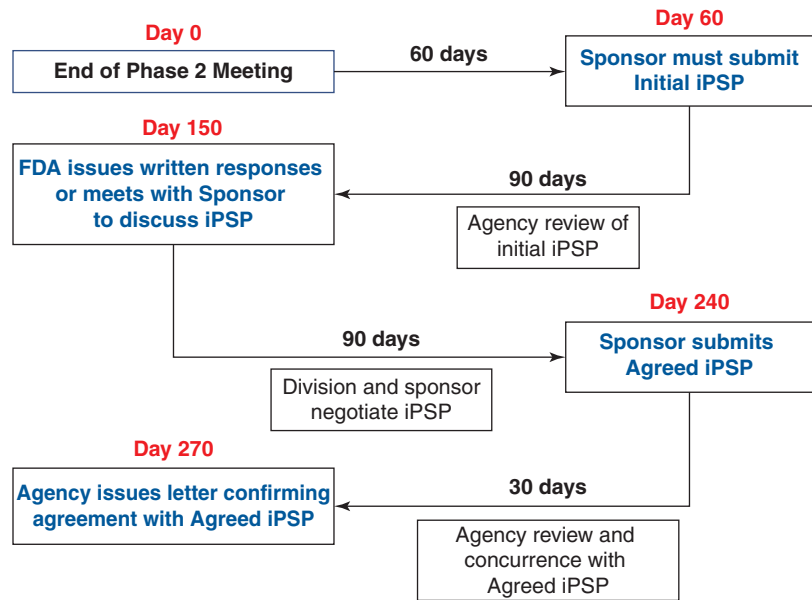 Day 0
End of Phase 2 Meeting
60 days
Day 60
Sponsor must submit
Initial iPSP
Day 150
FDA issues written responses
or meets with Sponsor
to discuss iPSP
90 days
Agency review of
initial iPSP
90 days
Division and sponsor
negotiate iPSP
Day 240
Sponsor submits
Agreed iPSP
Day 270
Agency issues letter confirming
agreement with Agreed iPSP
30 days
Agency review and
concurrence with
Agreed iPSP